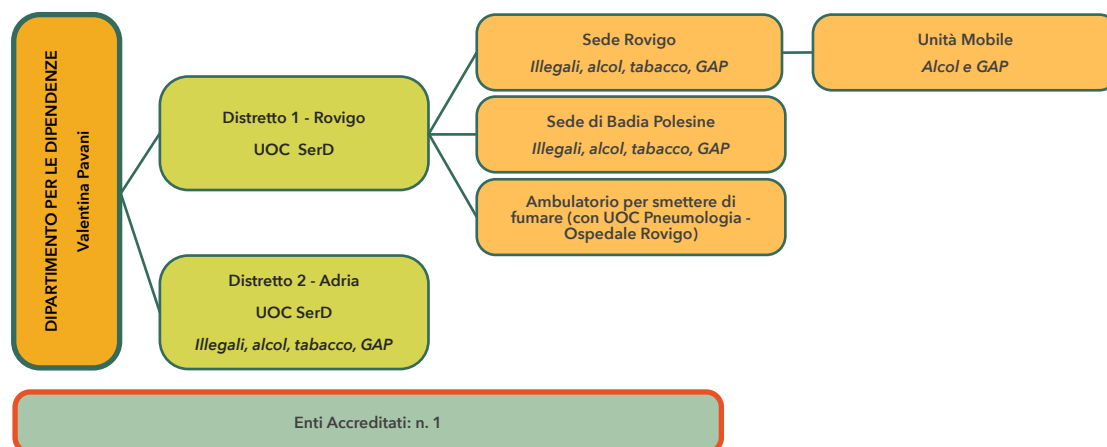 DIPARTIMENTO PER LE DIPENDENZE
Valentina Pavani
Distretto 1 - Rovigo
UOC SerD
Sede Rovigo
Illegali, alcol, tabacco, GAP
Unità Mobile
Alcol e GAP
Sede di Badia Polesine
Illegali, alcol, tabacco, GAP
Ambulatorio per smettere di
fumare (con UOC Pneumologia -
Ospedale Rovigo)
Distretto 2 - Adria
UOC SerD
Illegali, alcol, tabacco, GAP
Enti Accreditati: n. 1